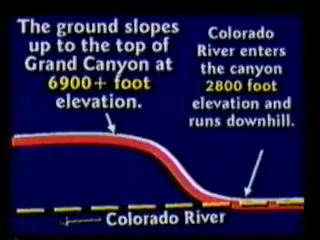 The ground slopes
up to the top of
Grand Canyon at
6900+ foot
elevation.
Colorado
River enters
the canyon
2800 foot
elevation and
runs downhill.
Colorado River